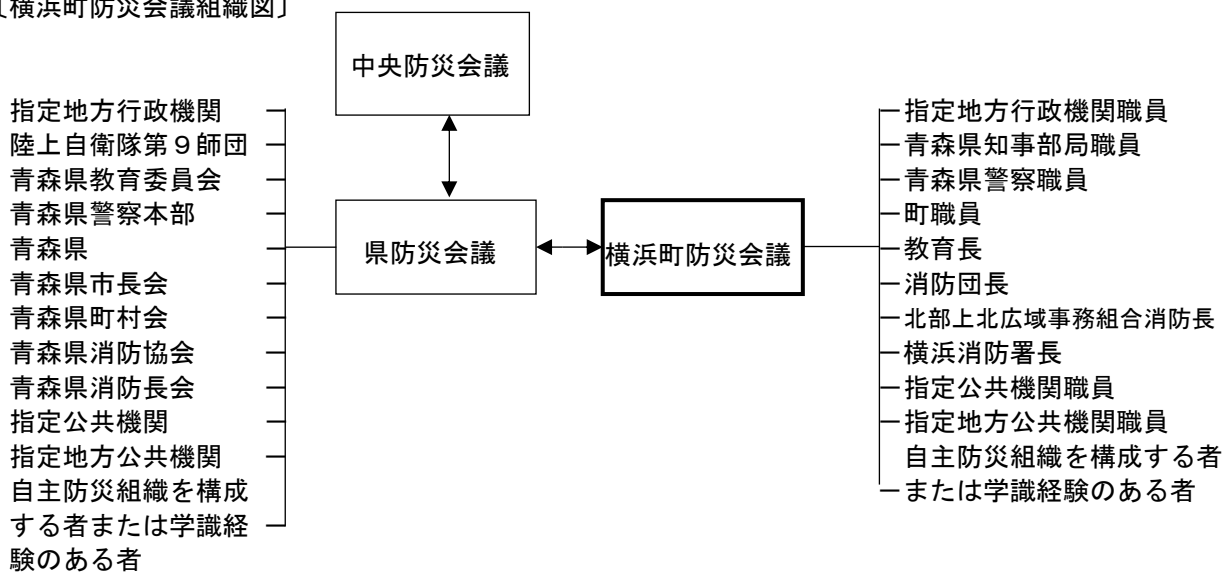 〔横浜町防災会議組織図〕
中央防災会議
指定地方行政機関
陸上自衛隊第９師団
青森県教育委員会
青森県警察本部
青森県
青森県市長会
青森県町村会
青森県消防協会
青森県消防長会
指定公共機関
指定地方公共機関
自主防災組織を構成
する者または学識経
験のある者
県防災会議
横浜町防災会議
指定地方行政機関職員
青森県知事部局職員
青森県警察職員
町職員
教育長
消防団長
北部上北広域事務組合消防長
横浜消防署長
指定公共機関職員
指定地方公共機関職員
自主防災組織を構成する者
または学識経験のある者